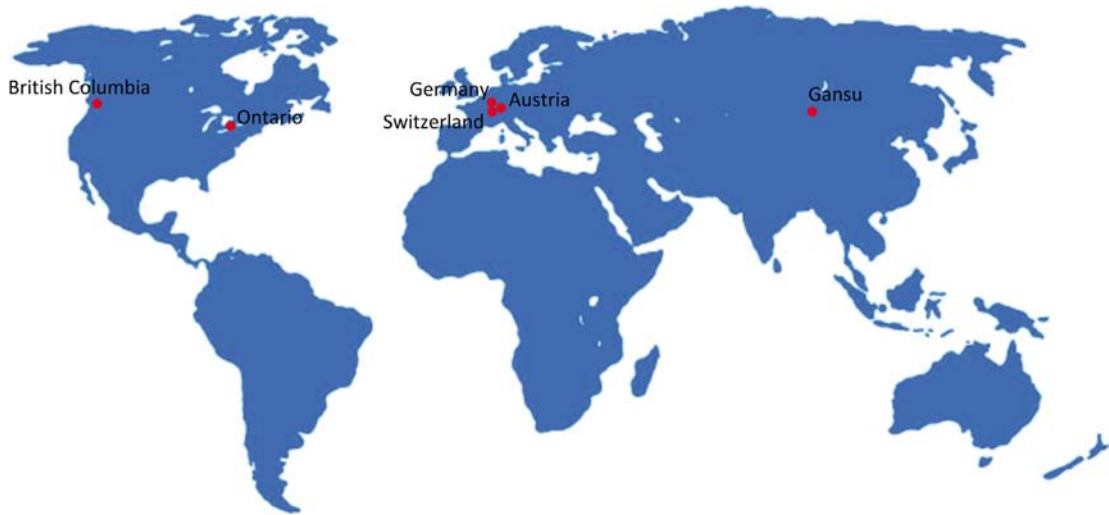 British Columbia
Ontario
Germany
Austria
Switzerland
Gansu